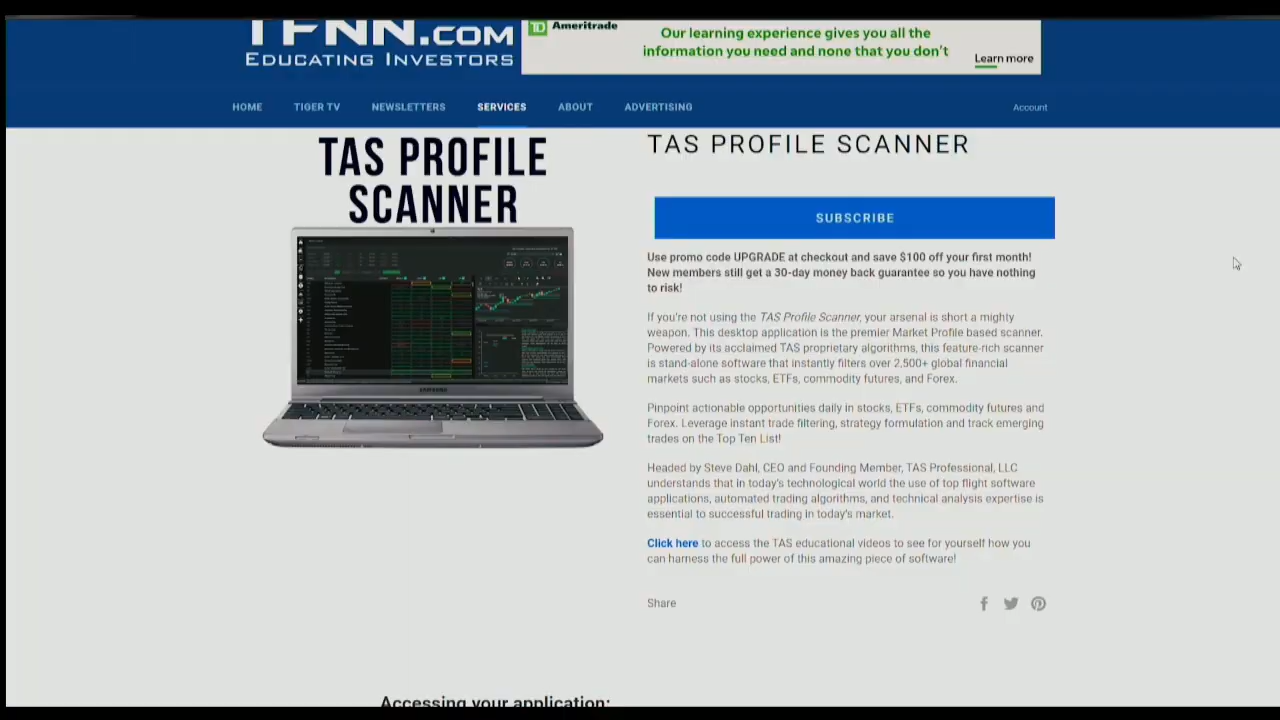 TFNN.COM
EDUCATING INVESTORS
TD Ameritrade
Our learning experience gives you all the
information you need and none that you don't
Learn more
HOME TIGER TV NEWSLETTERS SERVICES ABOUT ADVERTISING Account
TAS PROFILE
SCANNER
SAMSUNG
TAS PROFILE SCANNER
SUBSCRIBE
Use promo code UPGRADE at checkout and save $100 off your first month!
New members still get a 30-day money back guarantee so you have nothing
to risk!
If you're not using the TAS Profile Scanner, your arsenal is short a mighty
weapon. This desktop application is the premier Market Profile based scanner.
Powered by its acclaimed TAS proprietary algorithms, this feature-rich scanner
is stand-alone software that instantly filters over 2,500+ global financial
markets such as stocks, ETFs, commodity futures, and Forex.
Pinpoint actionable opportunities daily in stocks, ETFs, commodity futures and
Forex. Leverage instant trade filtering, strategy formulation and track emerging
trades on the Top Ten List!
Headed by Steve Dahl, CEO and Founding Member, TAS Professional, LLC
understands that in today's technological world the use of top flight software
applications, automated trading algorithms, and technical analysis expertise is
essential to successful trading in today's market.
Click here to access the TAS educational videos to see for yourself how you
can harness the full power of this amazing piece of software!
Share
Accessing your application: